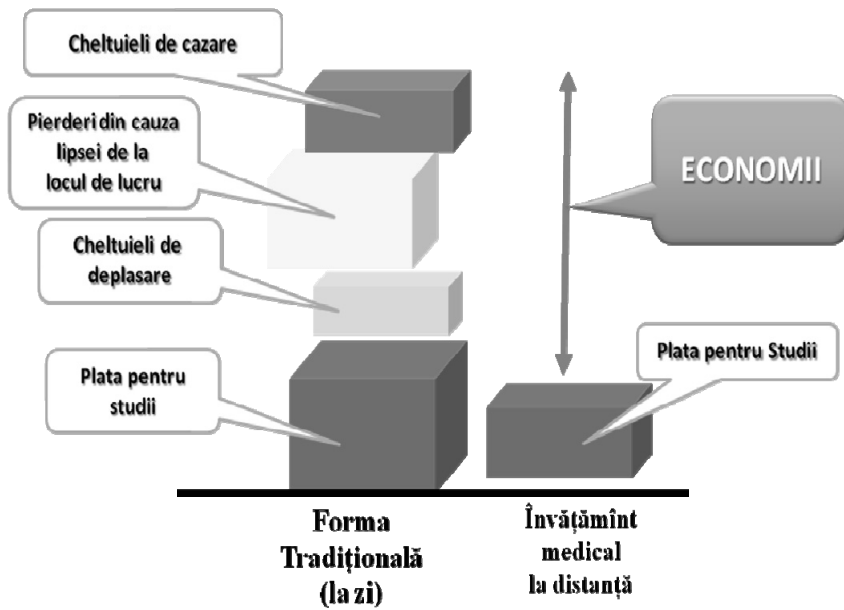 Cheltuieli de cazare
Pierderi din cauza
lipsei de la
locul de lucru
Cheltuieli de
deplasare
Plata pentru
studii
ECONOMII
Plata pentru Studii
Forma
Tradițională
(la zi)
Învățămînt
medical
la distanță